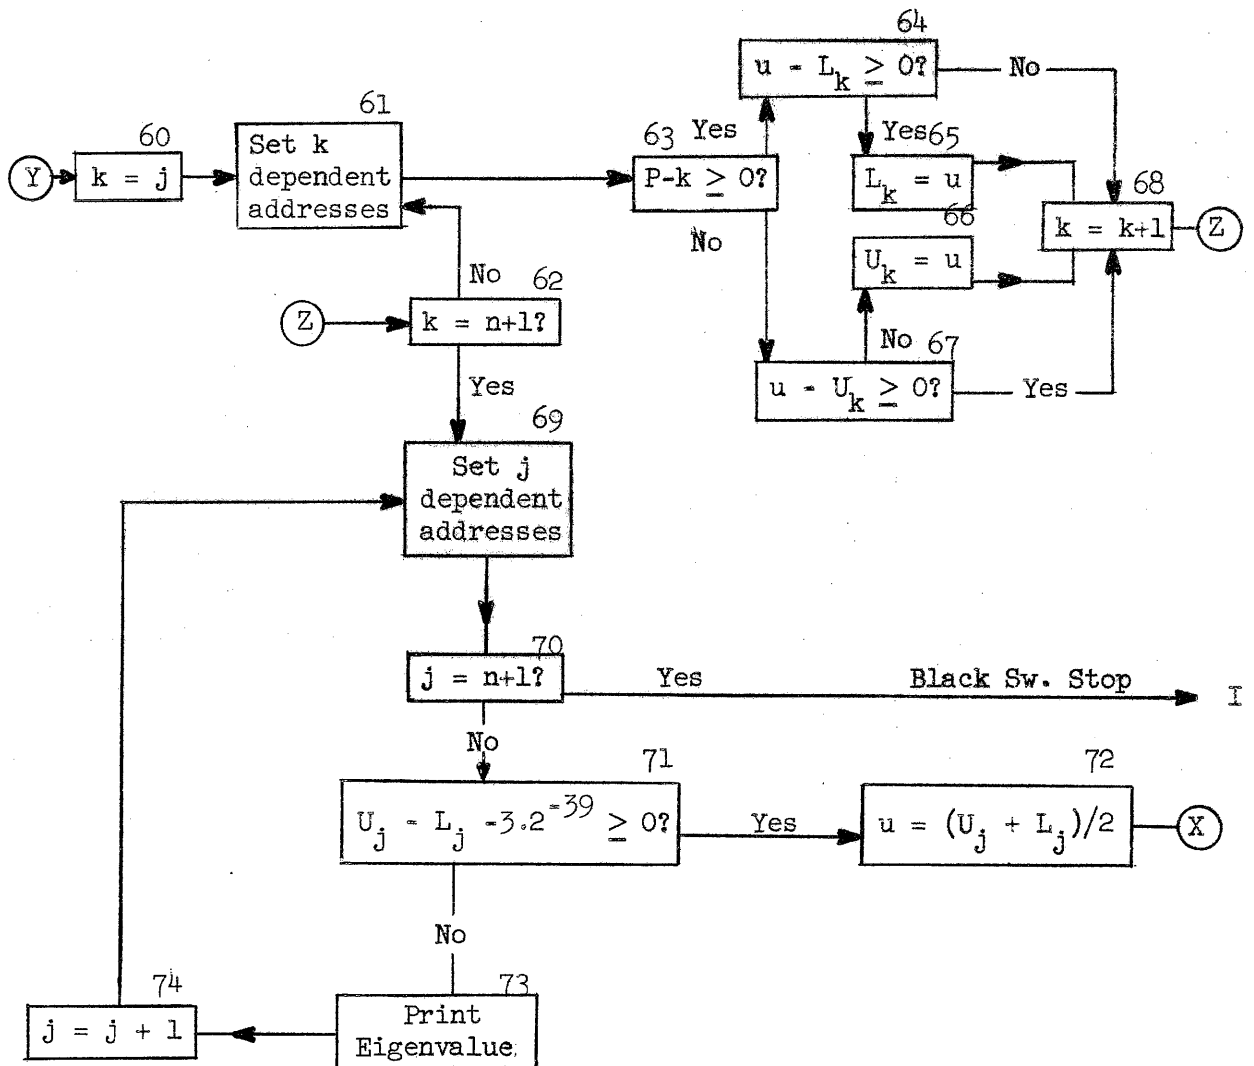 64
u - L_k ≥ 0?
No
61
60
Set k
dependent
addresses
63
Yes
Yes
65
Y
k = j
P-k ≥ 0?
L_k = u
68
66
k = k+1
Z
No
U_k = u
No
62
Z
k = n+1?
No
67
u - U_k ≥ 0?
Yes
Yes
69
Set j
dependent
addresses
70
j = n+1?
Yes
Black Sw. Stop
I
No
71
72
U_j - L_j -3.2^-39 ≥ 0?
Yes
u = (U_j + L_j)/2
X
No
74
73
j = j + 1
Print
Eigenvalue